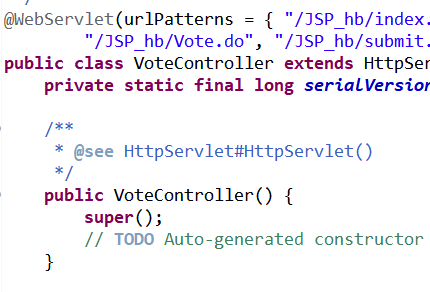 @WebServlet(urlPatterns = { "/JSP_hb/index.
"/JSP_hb/Vote.do", "/JSP_hb/submit.
public class VoteController extends HttpServ
private static final long serialVersion
/**
* @see HttpServlet#HttpServlet()
*/
public VoteController() {
super();
// TODO Auto-generated constructor
}